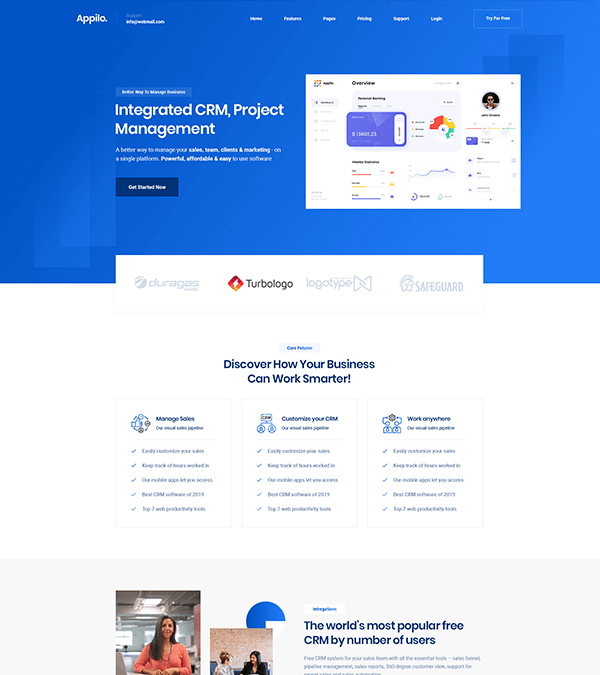 Appilo.
Support
info@webmail.com
Home
Features
Pages
Pricing
Support
Login
Try For Free
Better Way To Manage Business
Integrated CRM, Project
Management
A better way to manage your sales, team, clients & marketing - on
a single platform. Powerful, affordable & easy to use software
Get Started Now
Appilo.
Overview
Dashboard
Personal Banking
$ 13801.23
Weekly Statistics
duragas
Turbologo
logotype
SAFEGUARD
Discover How Your Business
Can Work Smarter!
Manage Sales
Our visual sales pipeline
Easily customize your sales
Keep track of hours worked in
Our mobile apps let you access
Best CRM software of 2019
Top 7 web productivity tools
CRM
Customize your CRM
Our visual sales pipeline
Easily customize your sales
Keep track of hours worked in
Our mobile apps let you access
Best CRM software of 2019
Top 7 web productivity tools
Work anywhere
Our visual sales pipeline
Easily customize your sales
Keep track of hours worked in
Our mobile apps let you access
Best CRM software of 2019
Top 7 web productivity tools
The world's most popular free
CRM by number of users
Free CRM system for your sales team with all the essential tools – sales funnel,
pipeline management, sales reports, 360-degree customer view, support for